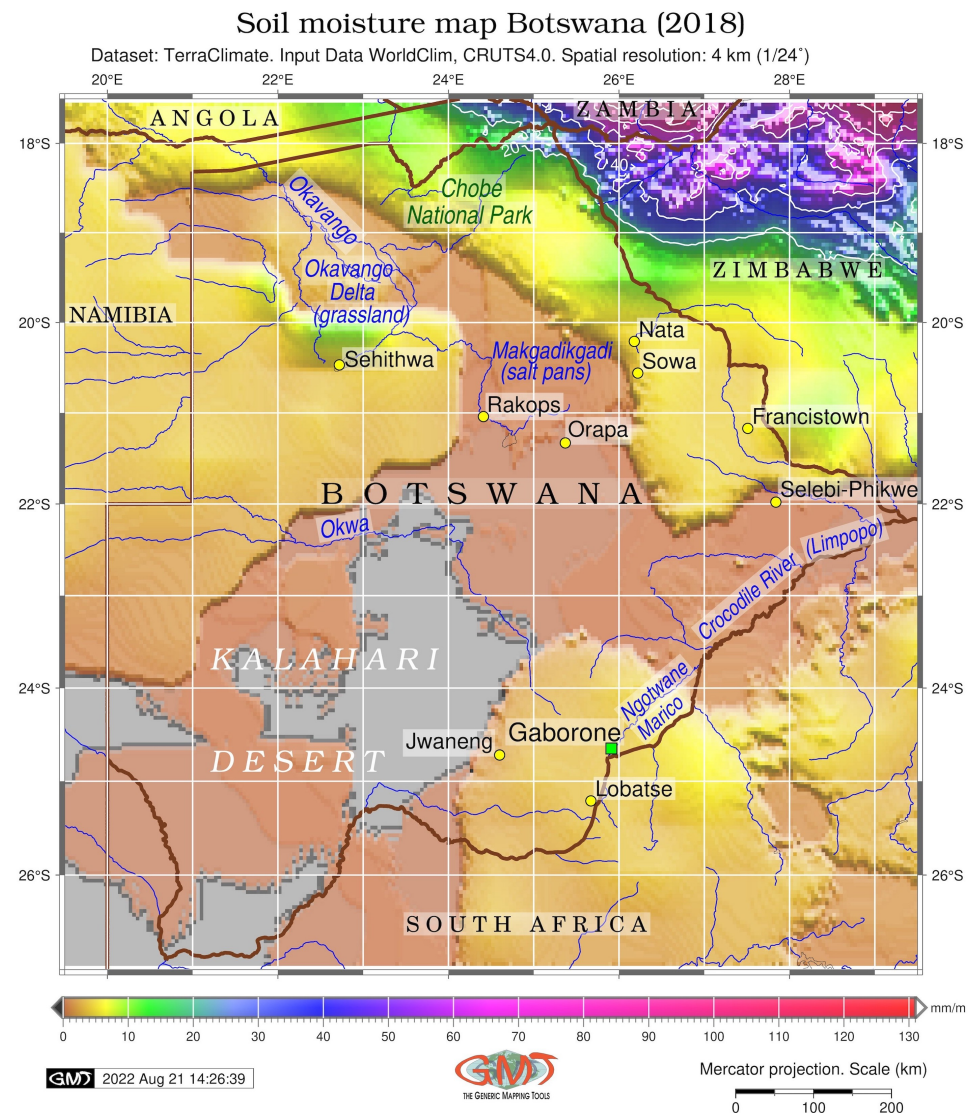 Soil moisture map Botswana (2018)
Dataset: TerraClimate. Input Data WorldClim, CRUTS4.0. Spatial resolution: 4 km (1/24˚)
20°E 22°E 24°E 26°E 28°E
ANGOLA
ZAMBIA
18°S 18°S
20
40
Okavango
Chobe
National Park
Okavango
Delta
(grassland)
ZIMBABWE
NAMIBIA
20°S 20°S
Nata
Sehithwa
Makgadikgadi
(salt pans)
Sowa
Rakops
Francistown
Orapa
BOTSWANA
Selebi-Phikwe
22°S 22°S
Okwa
Crocodile River (Limpopo)
KALAHARI
24°S 24°S
Ngotwane
Marico
Gaborone
Jwaneng
DESERT
Lobatse
26°S 26°S
SOUTH AFRICA
mm/m
0 10 20 30 40 50 60 70 80 90 100 110 120 130
GMT 2022 Aug 21 14:26:39
GMT
THE GENERIC MAPPING TOOLS
Mercator projection. Scale (km)
0 100 200